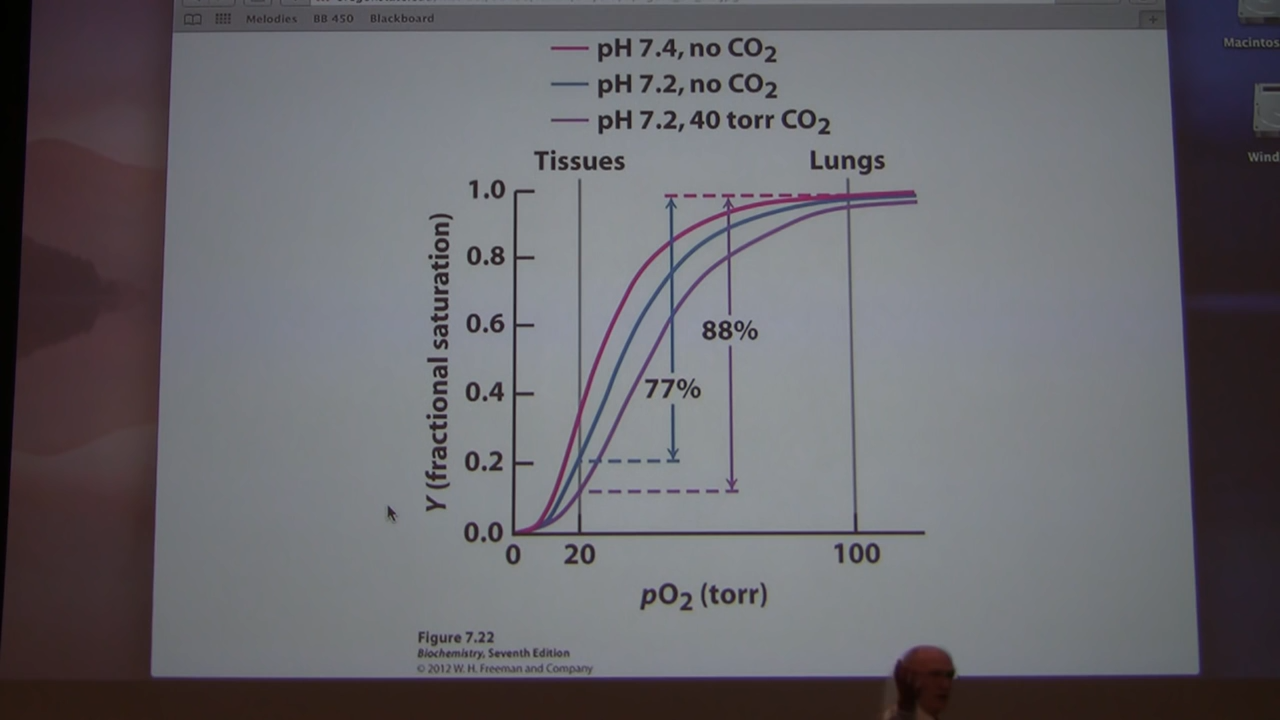 Melodies BB 450 Blackboard
Macintos
Wind
pH 7.4, no CO₂
pH 7.2, no CO₂
pH 7.2, 40 torr CO₂
Tissues Lungs
1.0
0.8
0.6
0.4
0.2
0.0
Y (fractional saturation)
88%
77%
0 20 100
pO₂ (torr)
Figure 7.22
Biochemistry, Seventh Edition
© 2012 W. H. Freeman and Company